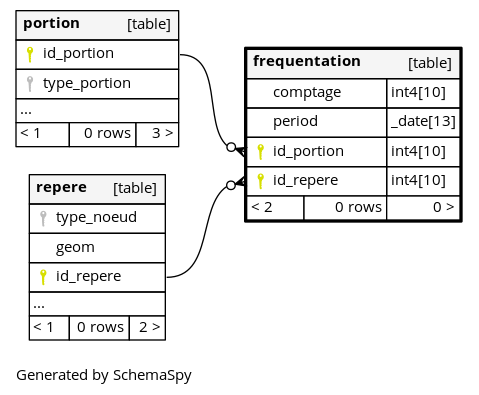 portion [table]
id_portion
type_portion
...
< 1 0 rows 3 >
frequentation [table]
comptage int4[10]
period _date[13]
id_portion int4[10]
id_repere int4[10]
< 2 0 rows 0 >
repere [table]
type_noeud
geom
id_repere
...
< 1 0 rows 2 >
Generated by SchemaSpy